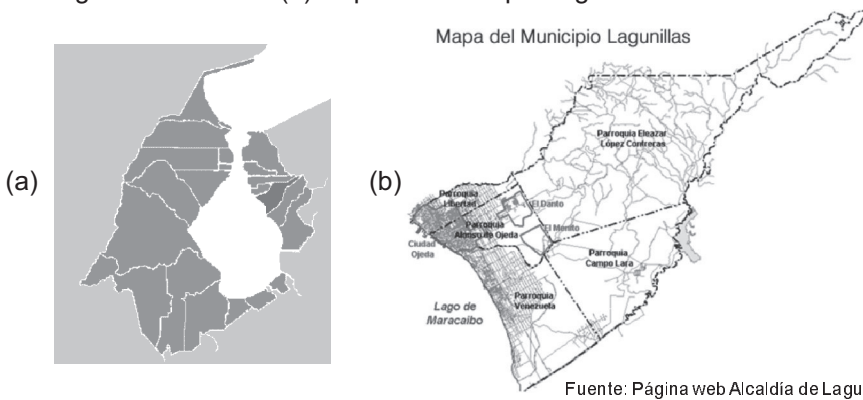 Mapa del Municipio Lagunillas
(a)
(b)
Parroquia Eleazar
López Contreras
Parroquia
Libertad
El Danto
Parroquia
Alonso de Ojeda
El Menito
Ciudad
Ojeda
Parroquia
Campo Lara
Parroquia
Venezuela
Lago de
Maracaibo
Fuente: Página web Alcaldía de Lagu